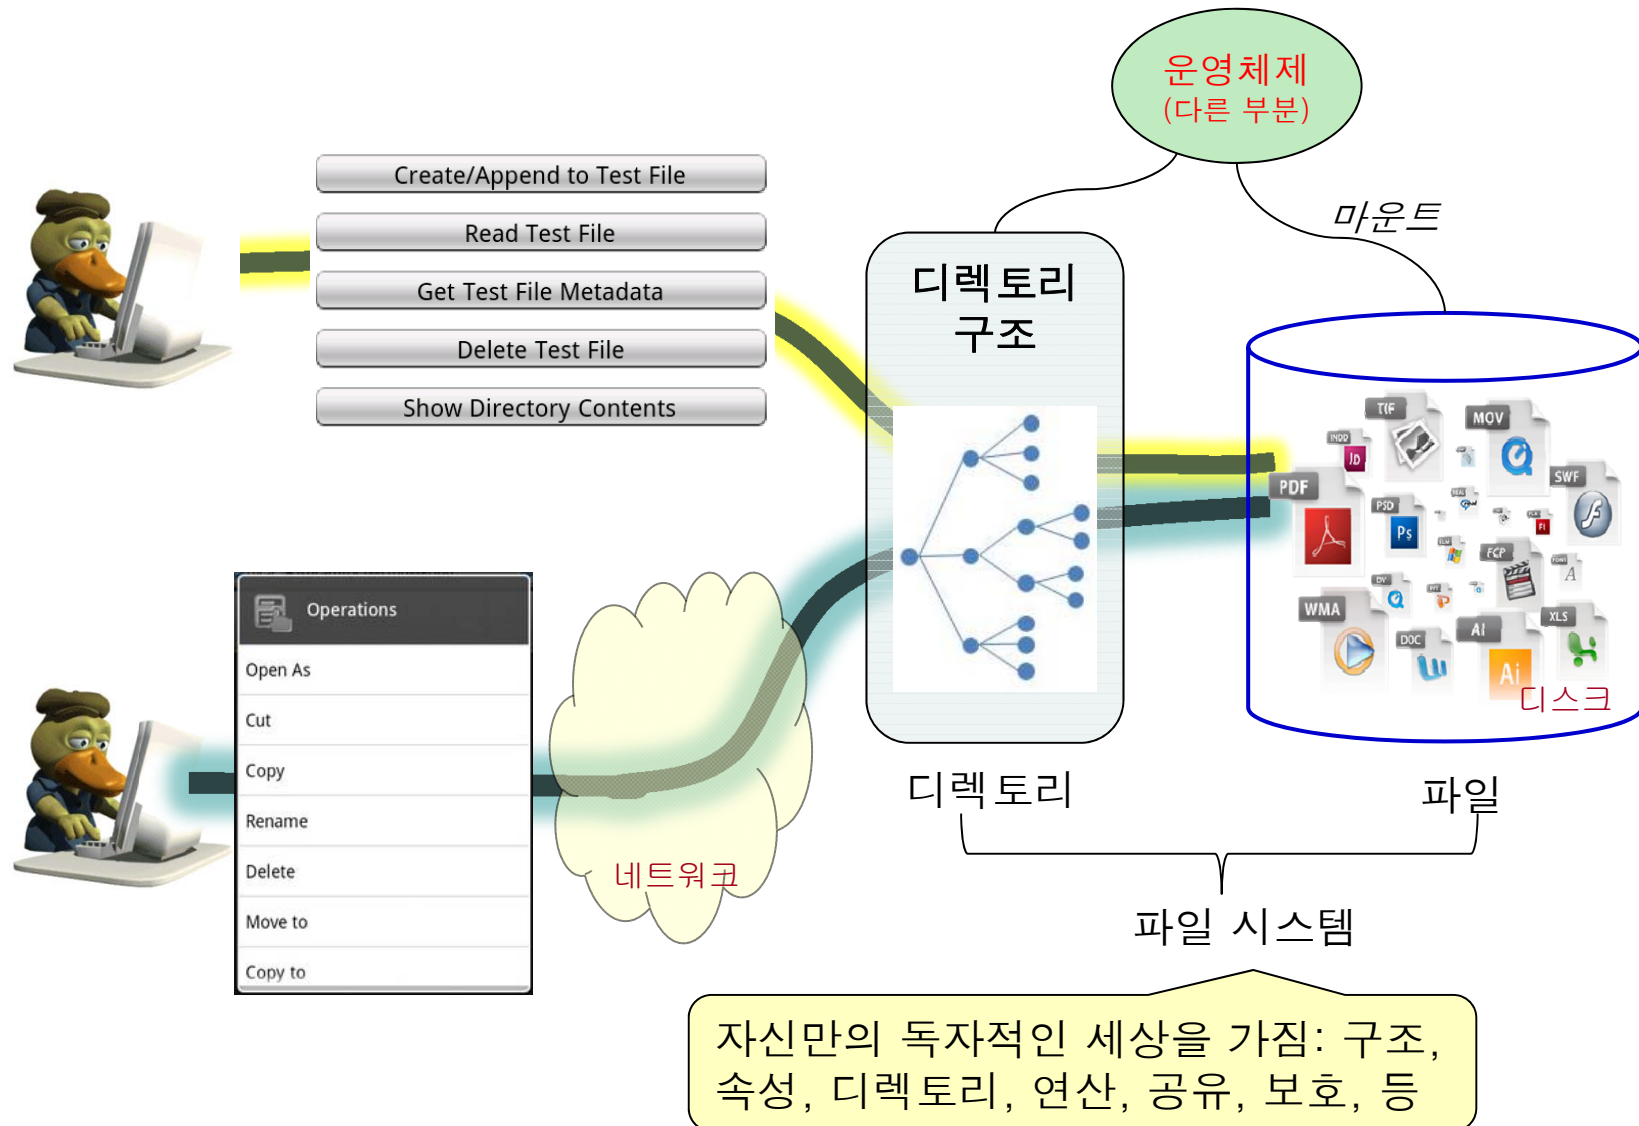 운영체제
(다른 부분)
마운트
Create/Append to Test File
Read Test File
Get Test File Metadata
Delete Test File
Show Directory Contents
디렉토리
구조
TIF
MOV
INDD
PDF
SWF
PSD
Ps
FCP
DV
WMA
DOC
AI
Ai
XLS
디스크
Operations
Open As
Cut
Copy
Rename
Delete
Move to
Copy to
네트워크
디렉토리
파일
파일 시스템
자신만의 독자적인 세상을 가짐: 구조,
속성, 디렉토리, 연산, 공유, 보호, 등